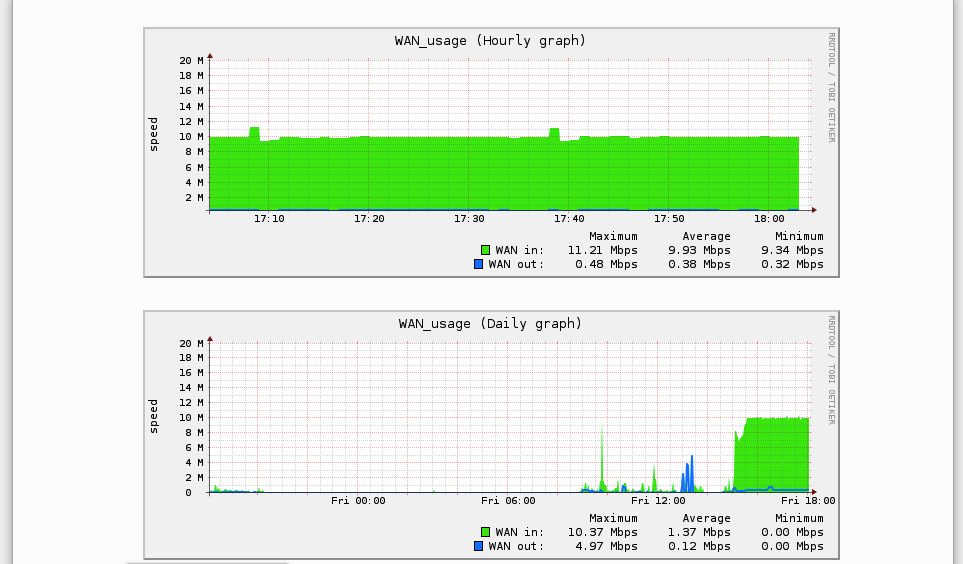 WAN_usage (Hourly graph)
RRDTOOL / TOBI OETIKER
speed
20 M
18 M
16 M
14 M
12 M
10 M
8 M
6 M
4 M
2 M
17:10 17:20 17:30 17:40 17:50 18:00
Maximum Average Minimum
WAN in: 11.21 Mbps 9.93 Mbps 9.34 Mbps
WAN out: 0.48 Mbps 0.38 Mbps 0.32 Mbps
WAN_usage (Daily graph)
RRDTOOL / TOBI OETIKER
speed
20 M
18 M
16 M
14 M
12 M
10 M
8 M
6 M
4 M
2 M
0
Fri 00:00 Fri 06:00 Fri 12:00 Fri 18:00
Maximum Average Minimum
WAN in: 10.37 Mbps 1.37 Mbps 0.00 Mbps
WAN out: 4.97 Mbps 0.12 Mbps 0.00 Mbps